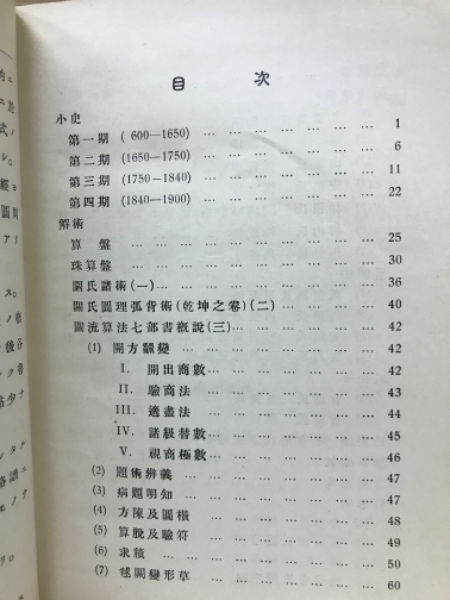 目次
小史
第一期 (600—1650) … … … … … … … 1
第二期 (1650—1750) … … … … … … … 6
第三期 (1750—1840) … … … … … … … 11
第四期 (1840—1900) … … … … … … … 22
解術
算盤 … … … … … … … … … 25
珠算盤 … … … … … … … … … 30
關氏諸術(一) … … … … … … … 36
關氏圓理弧背術(乾坤之卷)(二) … … … … 40
關流算法七部書槪說(三) … … … … … 42
(1) 開方飜變 … … … … … … … 42
I. 開出商數 … … … … … … 42
II. 驗商法 … … … … … … 43
III. 適盡法 … … … … … … 44
IV. 諸級替數 … … … … … … 45
V. 視商極數 … … … … … … 46
(2) 題術辨義 … … … … … … … 47
(3) 病題明知 … … … … … … … 47
(4) 方陳及圓欑 … … … … … … … 48
(5) 算脫及驗符 … … … … … … … 49
(6) 求積 … … … … … … … … 50
(7) 毬闕變形草 … … … … … … … 60